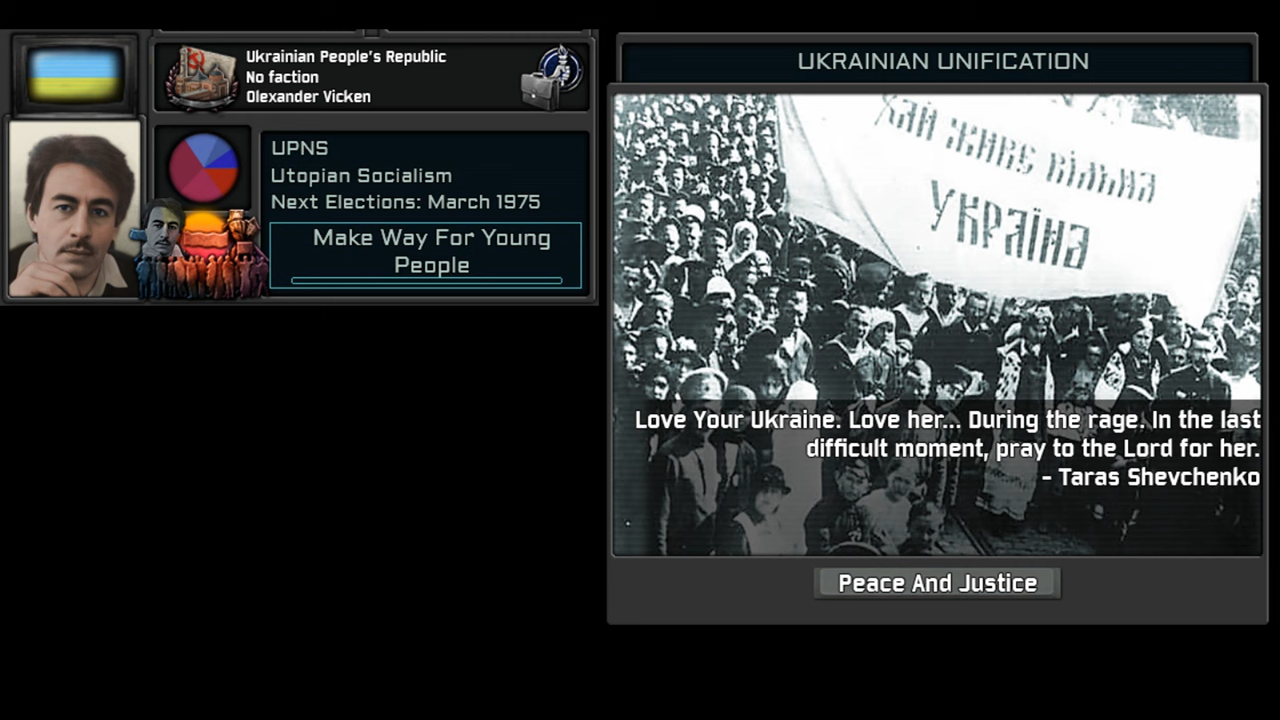 Ukrainian People's Republic
No faction
Olexander Vicken
UPNS
Utopian Socialism
Next Elections: March 1975
Make Way For Young
People
UKRAINIAN UNIFICATION
ХАЙ ЖИВЕ ВІЛЬНА
УКРАЇНА
Love Your Ukraine. Love her... During the rage. In the last
difficult moment, pray to the Lord for her.
- Taras Shevchenko
Peace And Justice